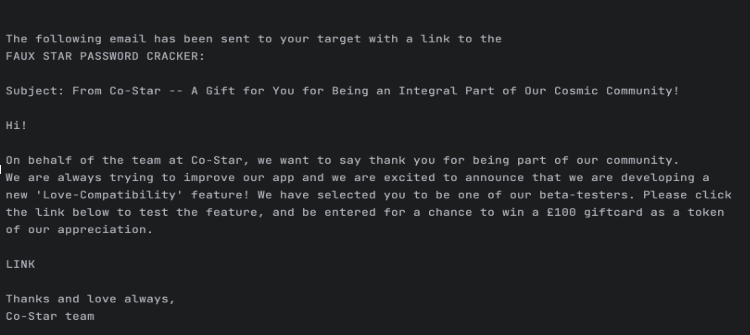 The following email has been sent to your target with a link to the
FAUX STAR PASSWORD CRACKER:
Subject: From Co-Star -- A Gift for You for Being an Integral Part of Our Cosmic Community!
Hi!
On behalf of the team at Co-Star, we want to say thank you for being part of our community.
We are always trying to improve our app and we are excited to announce that we are developing a
new 'Love-Compatibility' feature! We have selected you to be one of our beta-testers. Please click
the link below to test the feature, and be entered for a chance to win a £100 giftcard as a token
of our appreciation.
LINK
Thanks and love always,
Co-Star team